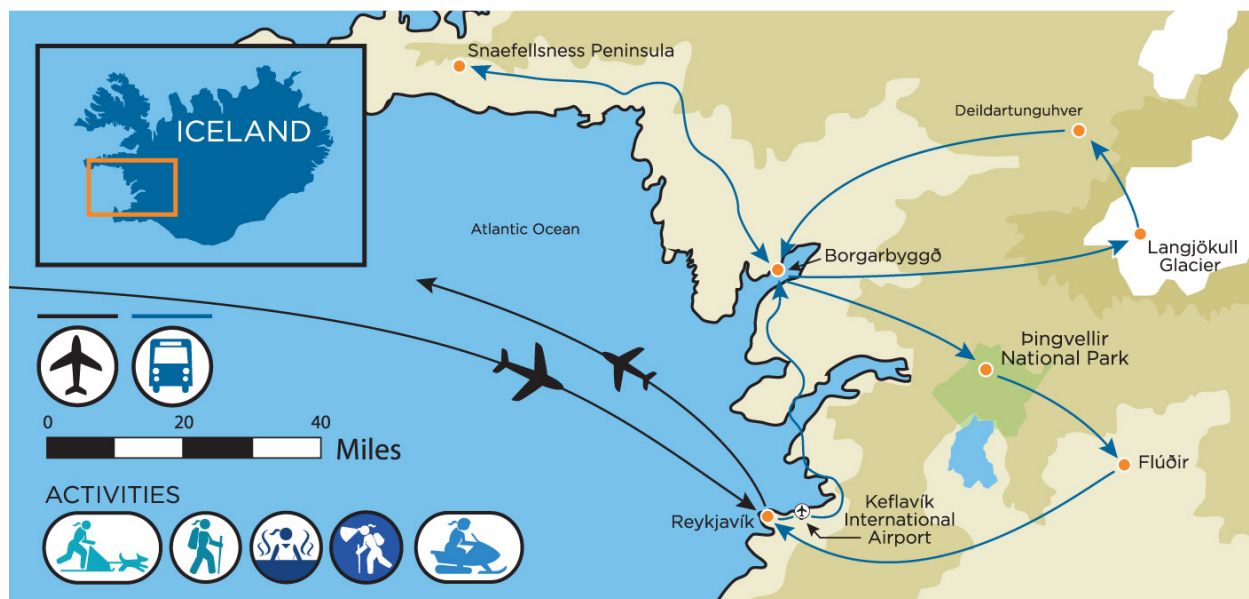 ICELAND
Snaefellsness Peninsula
Deildartunguhver
Atlantic Ocean
Borgarbyggð
Langjökull
Glacier
Þingvellir
National Park
0 20 40
Miles
Flúðir
ACTIVITIES
Reykjavík
Keflavík
International
Airport